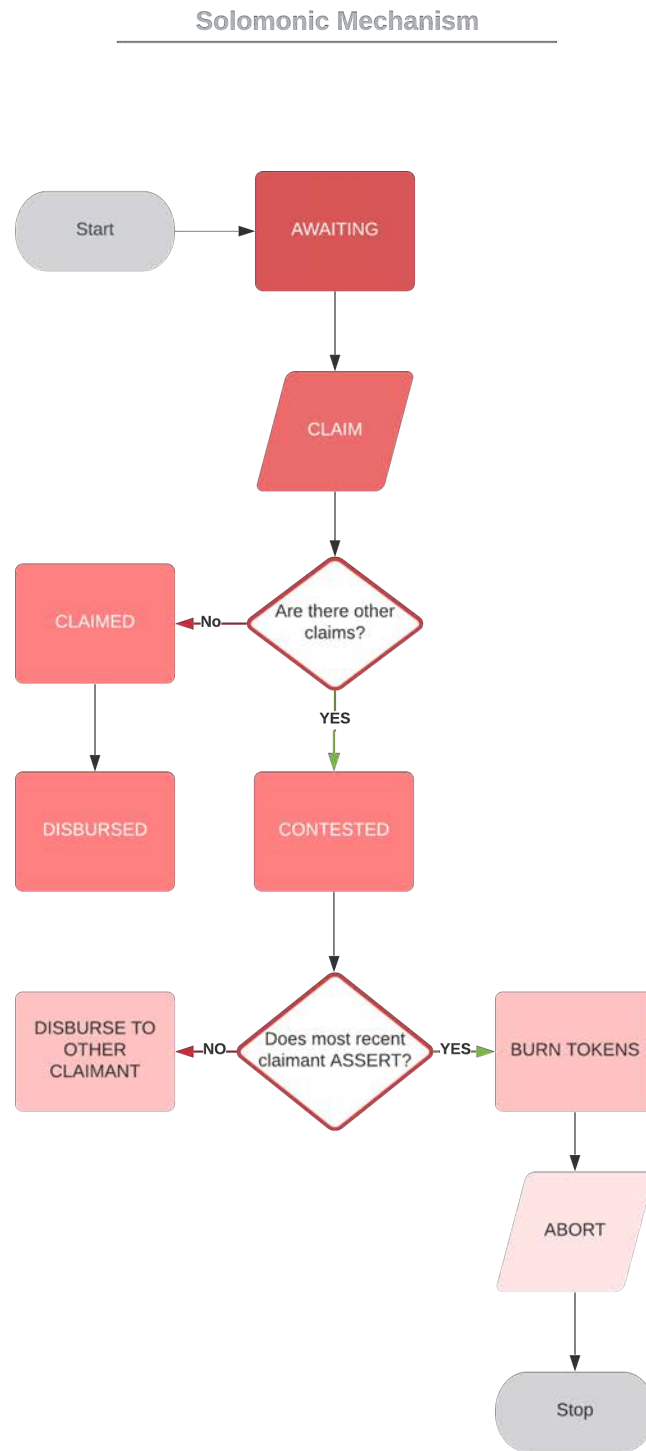 Solomonic Mechanism
Start
AWAITING
CLAIM
Are there other
claims?
No
CLAIMED
YES
DISBURSED
CONTESTED
DISBURSE TO
OTHER
CLAIMANT
NO
Does most recent
claimant ASSERT?
YES
BURN TOKENS
ABORT
Stop